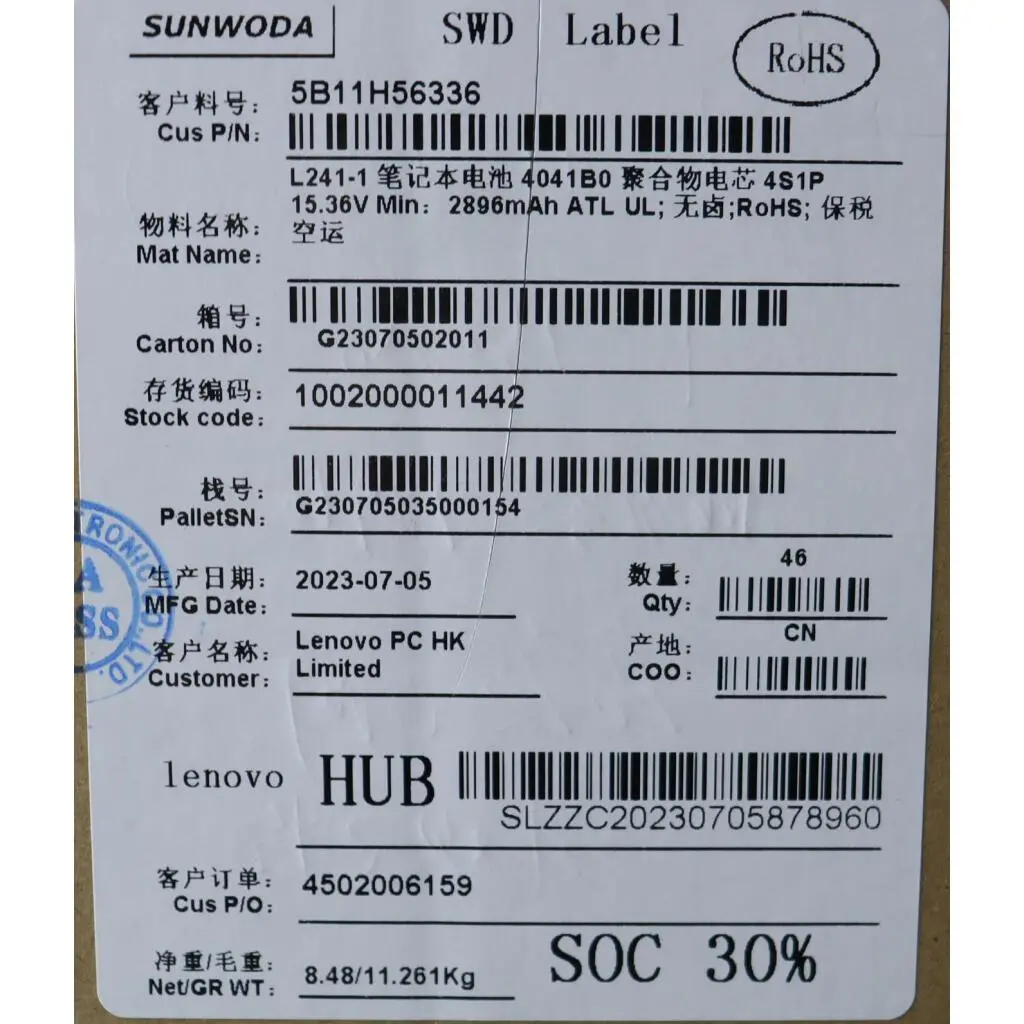 SUNWODA SWD Label RoHS
客户料号: 5B11H56336
Cus P/N:
L241-1 笔记本电池 4041B0 聚合物电芯 4S1P
15.36V Min: 2896mAh ATL UL; 无卤;RoHS; 保税
物料名称: 空运
Mat Name:
箱号:
Carton No: G23070502011
存货编码: 1002000011442
Stock code:
栈号:
PalletSN: G230705035000154
生产日期: 2023-07-05 数量: 46
MFG Date: Qty:
客户名称: Lenovo PC HK 产地: CN
Customer: Limited COO:
lenovo HUB
SLZZC20230705878960
客户订单: 4502006159
Cus P/O:
净重/毛重: 8.48/11.261Kg SOC 30%
Net/GR WT: